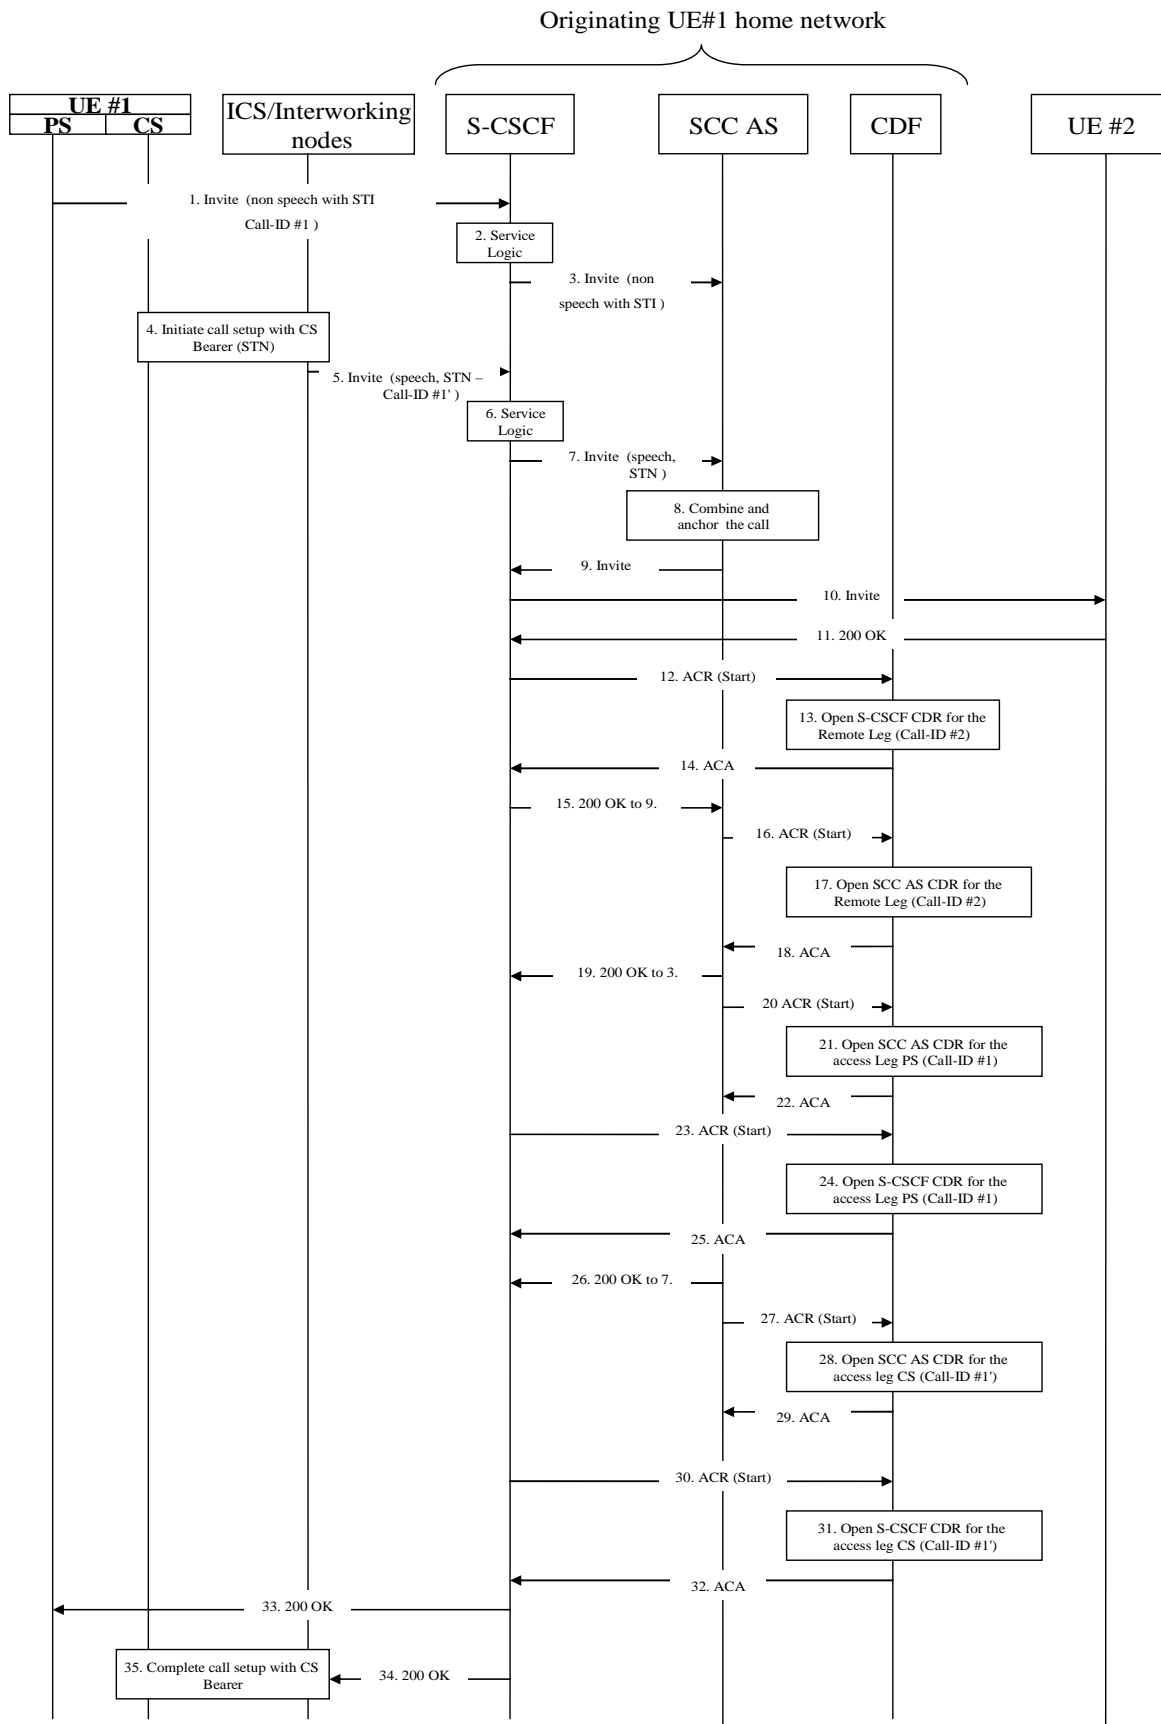 Originating UE#1 home network
UE #1
PS
CS
ICS/Interworking
nodes
S-CSCF
SCC AS
CDF
UE #2
1. Invite (non speech with STI
Call-ID #1 )
2. Service
Logic
3. Invite (non
speech with STI )
4. Initiate call setup with CS
Bearer (STN)
5. Invite (speech, STN –
Call-ID #1' )
6. Service
Logic
7. Invite (speech,
STN )
8. Combine and
anchor the call
9. Invite
10. Invite
11. 200 OK
12. ACR (Start)
13. Open S-CSCF CDR for the
Remote Leg (Call-ID #2)
14. ACA
15. 200 OK to 9.
16. ACR (Start)
17. Open SCC AS CDR for the
Remote Leg (Call-ID #2)
18. ACA
19. 200 OK to 3.
20 ACR (Start)
21. Open SCC AS CDR for the
access Leg PS (Call-ID #1)
22. ACA
23. ACR (Start)
24. Open S-CSCF CDR for the
access Leg PS (Call-ID #1)
25. ACA
26. 200 OK to 7.
27. ACR (Start)
28. Open SCC AS CDR for the
access leg CS (Call-ID #1')
29. ACA
30. ACR (Start)
31. Open S-CSCF CDR for the
access leg CS (Call-ID #1')
32. ACA
33. 200 OK
35. Complete call setup with CS
Bearer
34. 200 OK